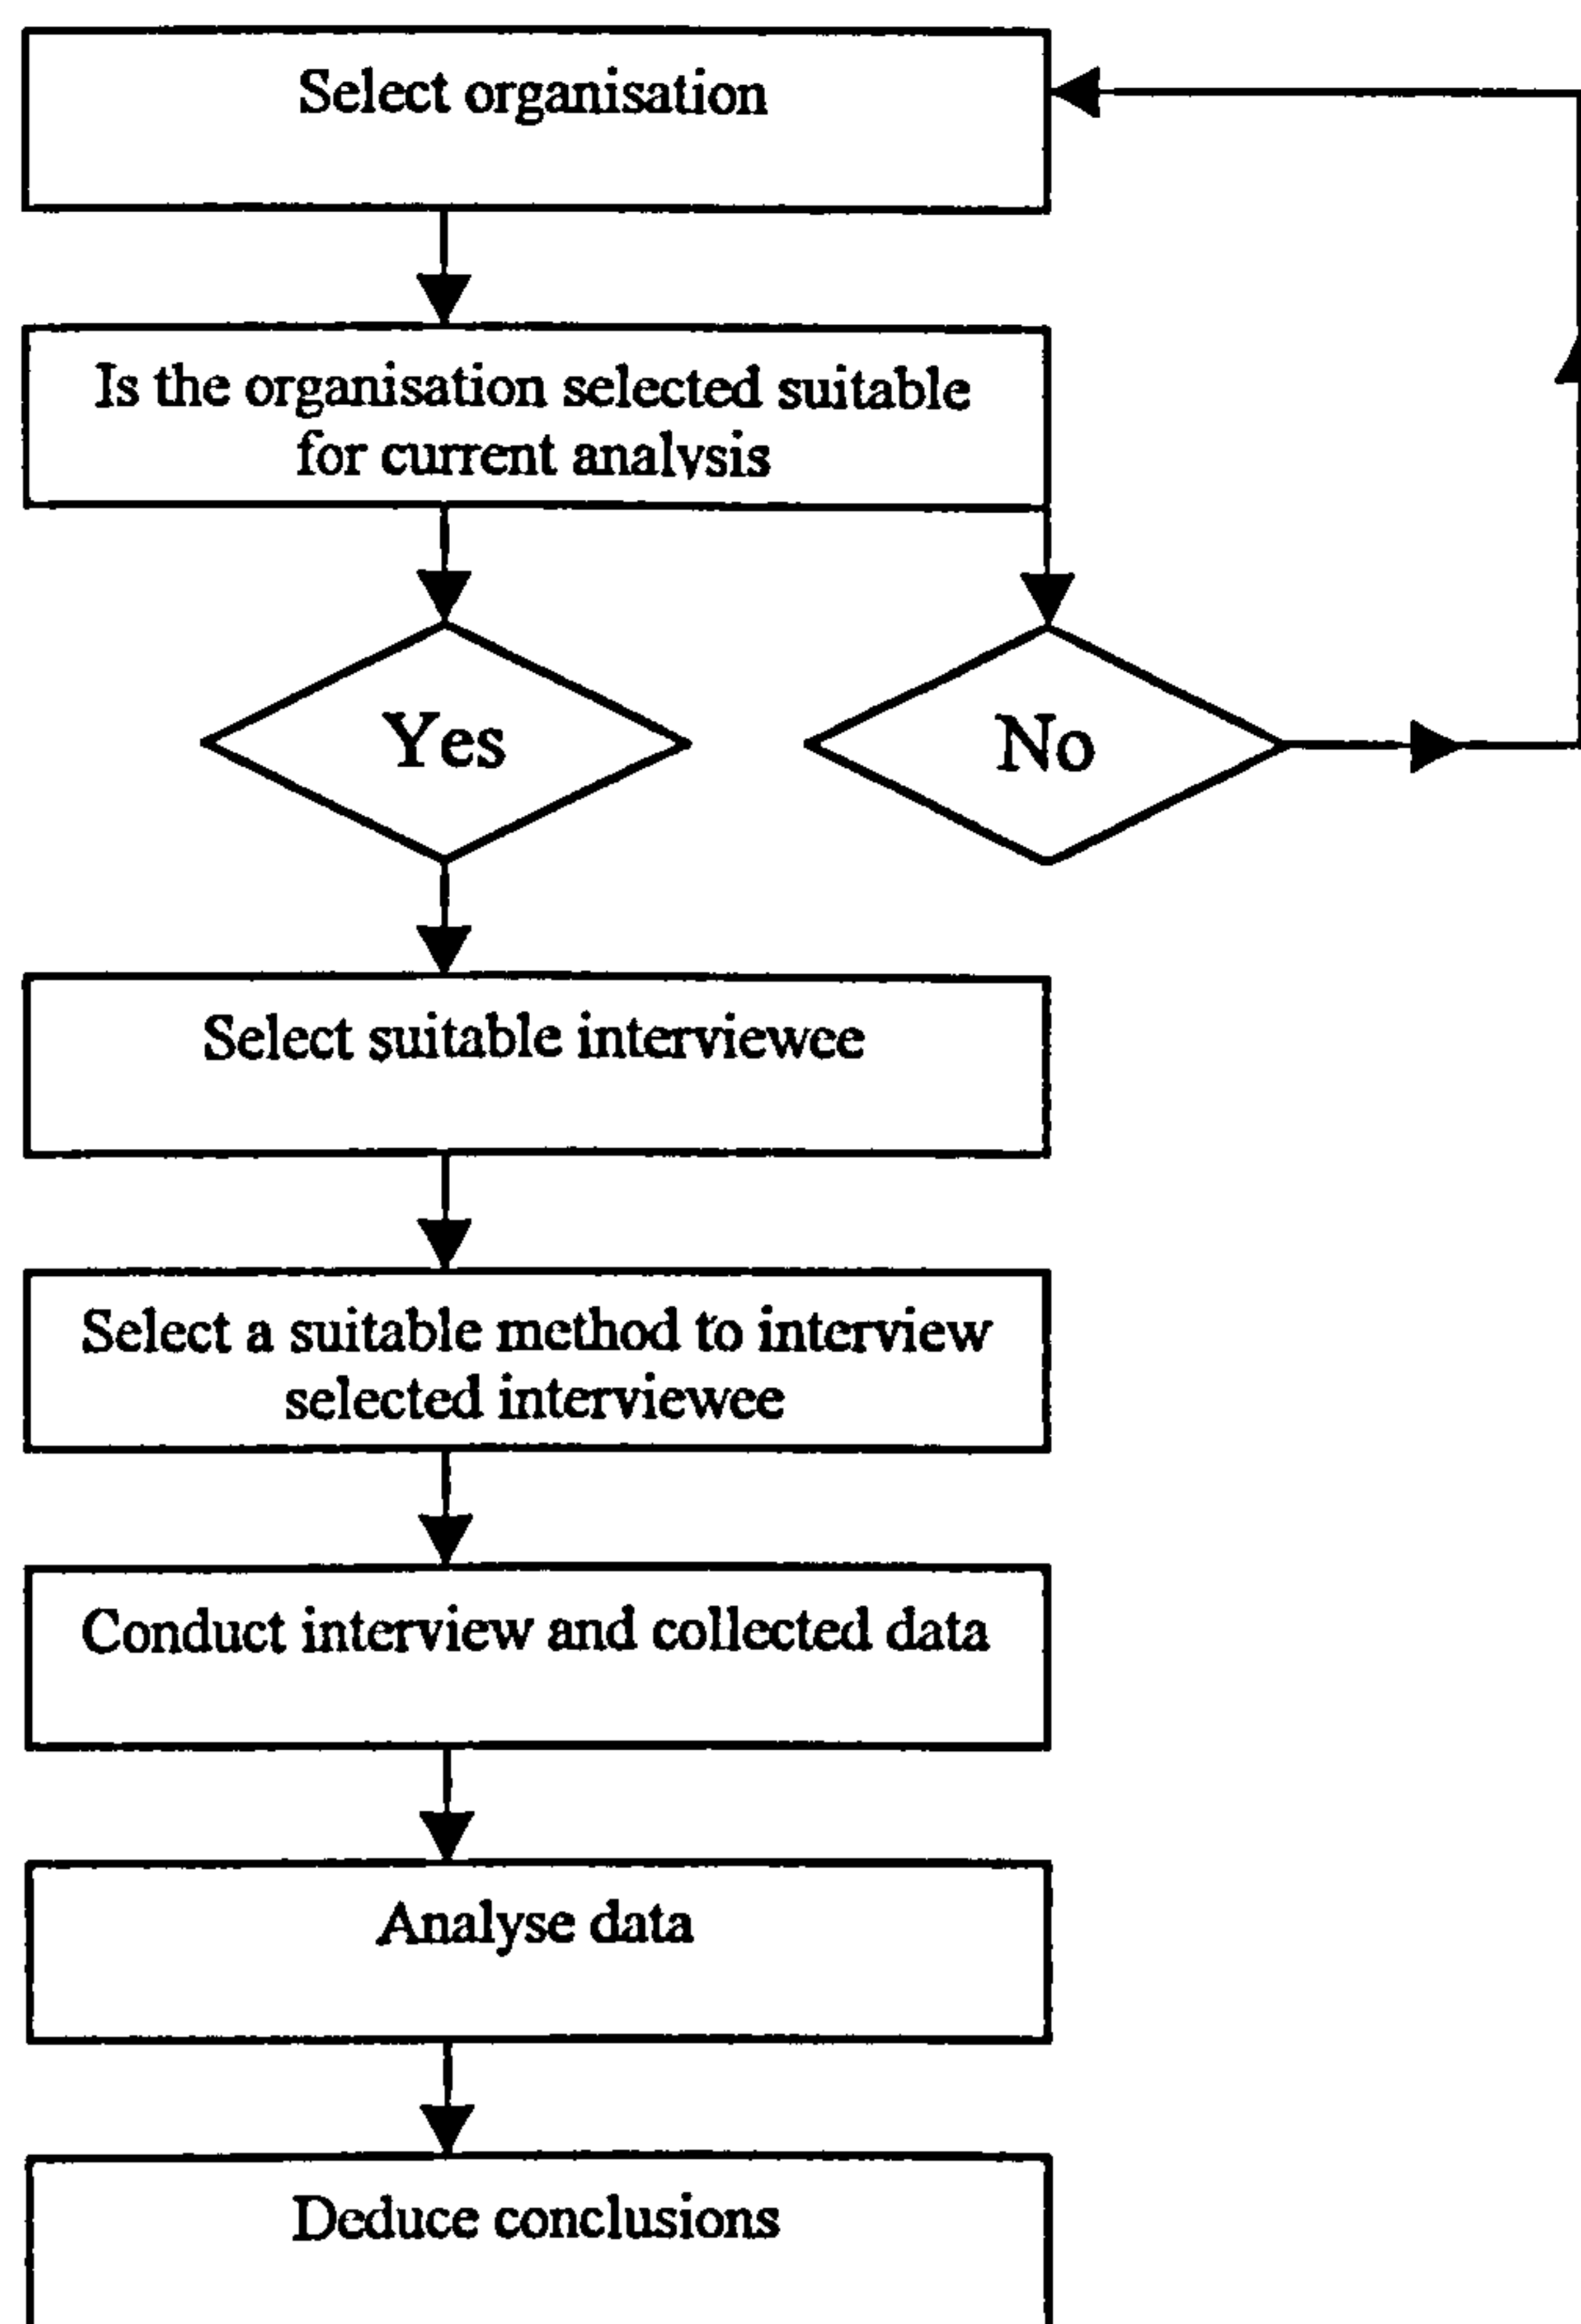 Select organisation
Is the organisation selected suitable
for current analysis
Yes
No
Select suitable interviewee
Select a suitable method to interview
selected interviewee
Conduct interview and collected data
Analyse data
Deduce conclusions